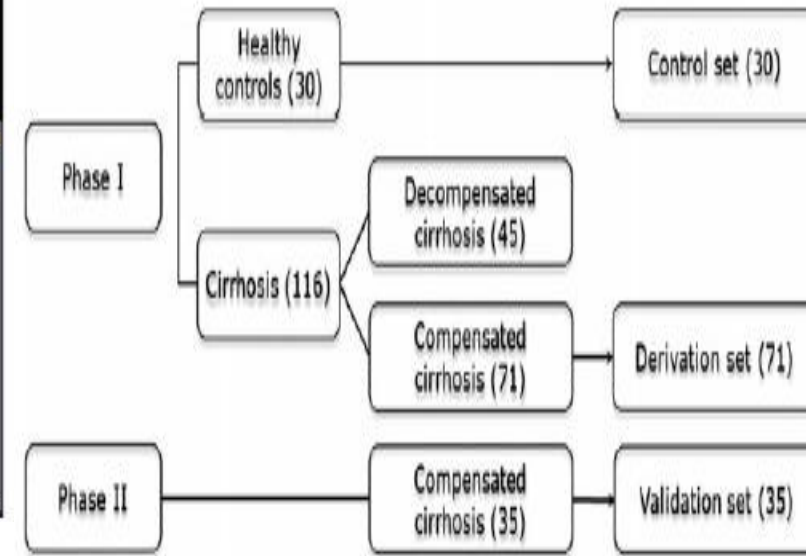 Healthy
controls (30)
Control set (30)
Phase I
Decompensated
cirrhosis (45)
Cirrhosis (116)
Compensated
cirrhosis (71)
Derivation set (71)
Phase II
Compensated
cirrhosis (35)
Validation set (35)